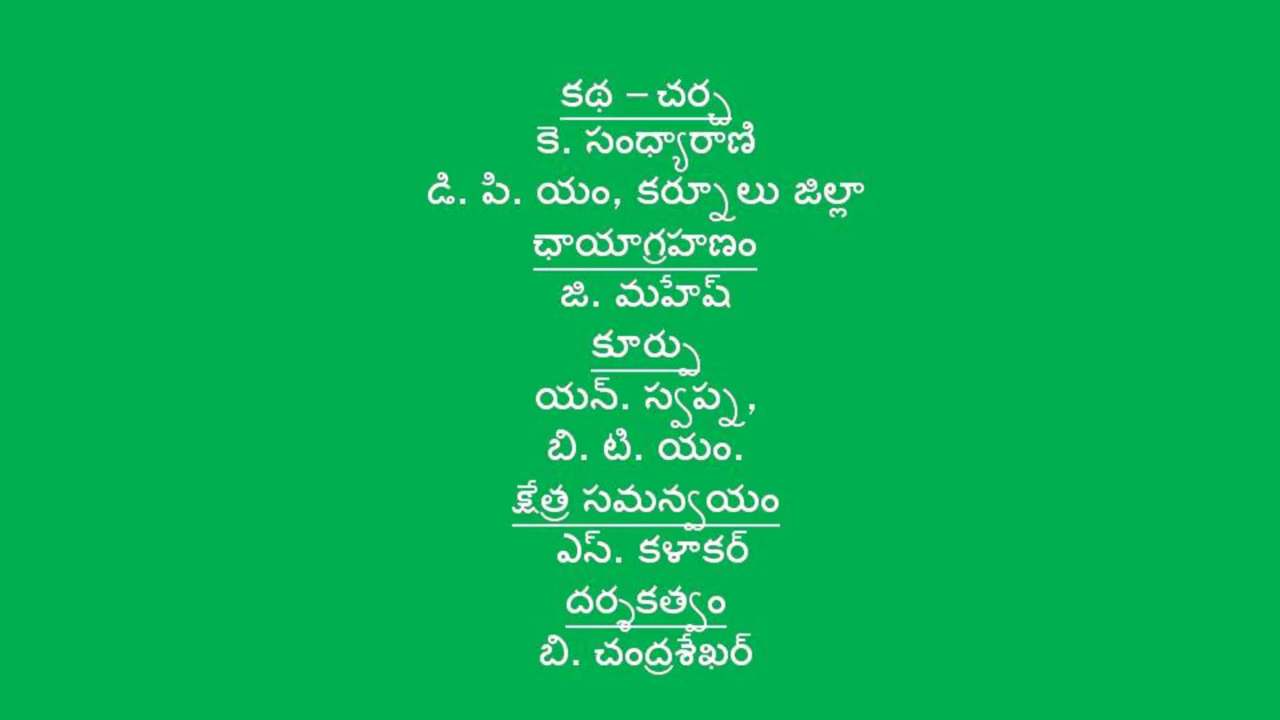 కథ – చర్చ
కె. సంధ్యారాణి
డి. పి. యం, కర్నూలు జిల్లా
ఛాయాగ్రహణం
జి. మహేష్
కూర్పు
యన్. స్వప్న,
బి. టి. యం.
క్షేత్ర సమన్వయం
ఎస్. కళాకర్
దర్శకత్వం
బి. చంద్రశేఖర్